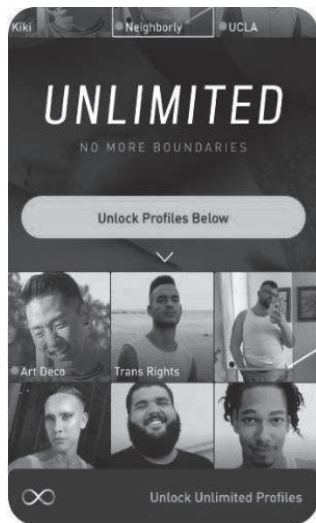 Kiki Neighborly UCLA
UNLIMITED
NO MORE BOUNDARIES
Unlock Profiles Below
Art Deco Trans Rights
Unlock Unlimited Profiles